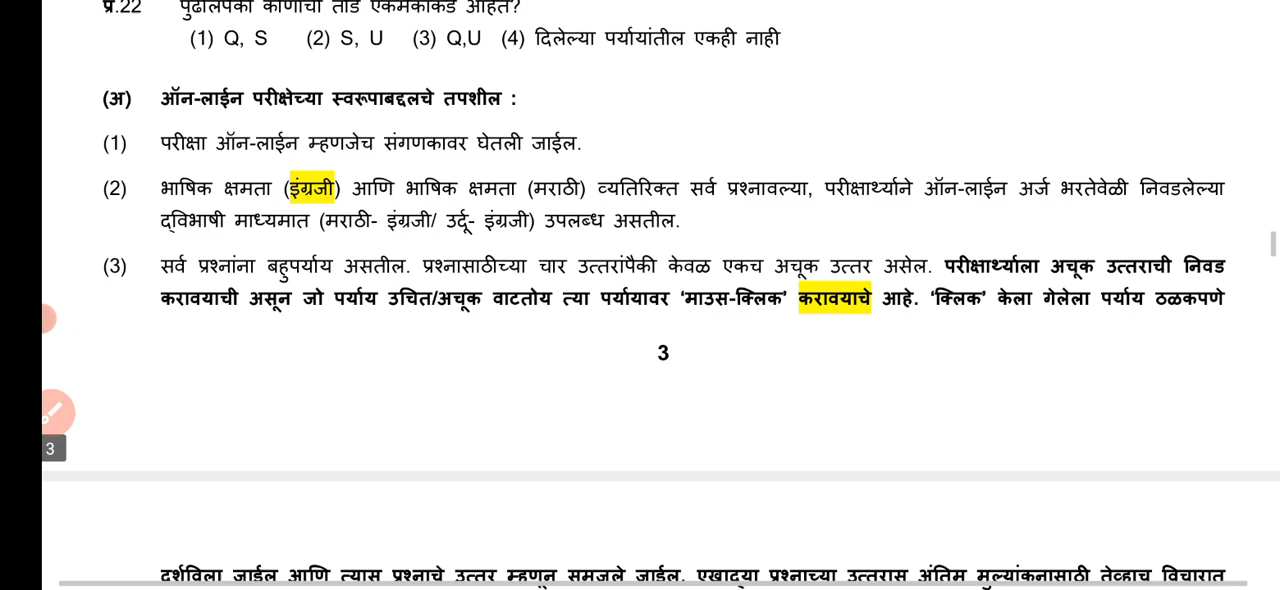 प्र.22 पुढीलपैकी कोणाची तोंडे एकमेकांकडे आहेत?
(1) Q, S (2) S, U (3) Q,U (4) दिलेल्या पर्यायांतील एकही नाही
(अ) ऑन-लाईन परीक्षेच्या स्वरूपाबद्दलचे तपशील :
(1) परीक्षा ऑन-लाईन म्हणजेच संगणकावर घेतली जाईल.
(2) भाषिक क्षमता (इंग्रजी) आणि भाषिक क्षमता (मराठी) व्यतिरिक्त सर्व प्रश्नावल्या, परीक्षार्थ्याने ऑन-लाईन अर्ज भरतेवेळी निवडलेल्या
द्विभाषी माध्यमात (मराठी- इंग्रजी/ उर्दू- इंग्रजी) उपलब्ध असतील.
(3) सर्व प्रश्नांना बहुपर्याय असतील. प्रश्नासाठीच्या चार उत्तरांपैकी केवळ एकच अचूक उत्तर असेल. परीक्षार्थ्याला अचूक उत्तराची निवड
करावयाची असून जो पर्याय उचित/अचूक वाटतोय त्या पर्यायावर ‘माउस-क्लिक’ करावयाचे आहे. ‘क्लिक’ केला गेलेला पर्याय ठळकपणे
3
3
दर्शविला जाईल आणि त्यास प्रश्नाचे उत्तर म्हणून समजले जाईल. एखाद्या प्रश्नाच्या उत्तरास अंतिम मूल्यांकनासाठी तेव्हाच विचारात